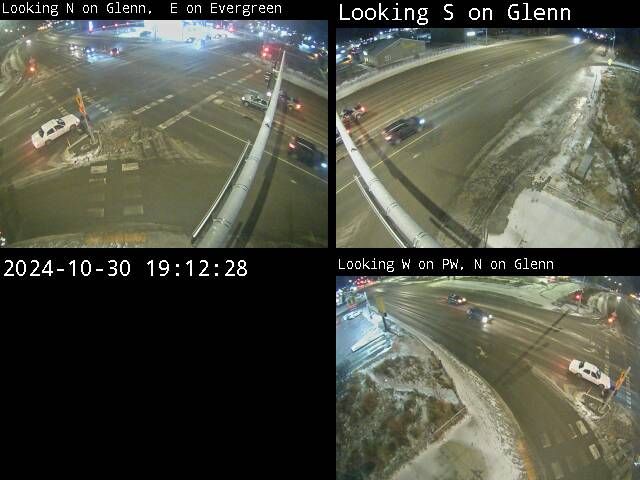 Looking N on Glenn,  E on Evergreen
Looking S on Glenn
2024-10-30 19:12:28
Looking W on PW, N on Glenn